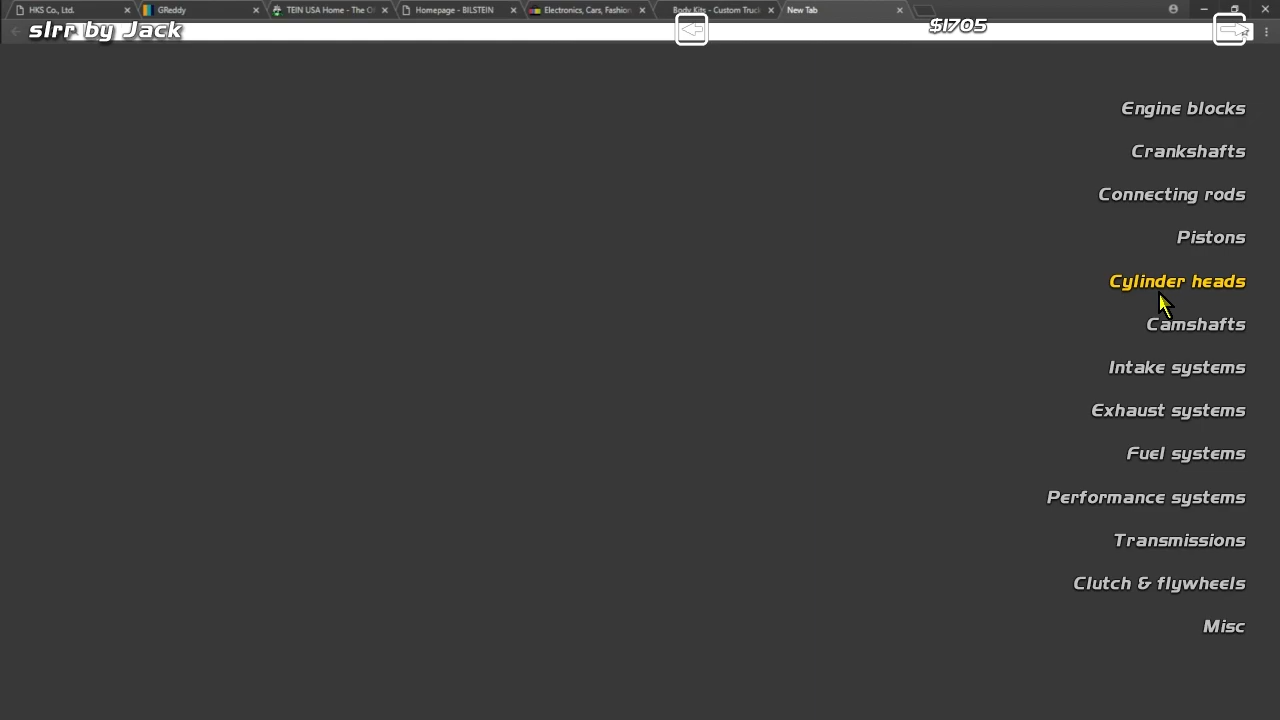 HKS Co., Ltd.
GReddy
TEIN USA Home - The O
Homepage - BILSTEIN
Electronics, Cars, Fashion
Body Kits - Custom Truck
New Tab
slrr by Jack
$1705
Engine blocks
Crankshafts
Connecting rods
Pistons
Cylinder heads
Camshafts
Intake systems
Exhaust systems
Fuel systems
Performance systems
Transmissions
Clutch & flywheels
Misc